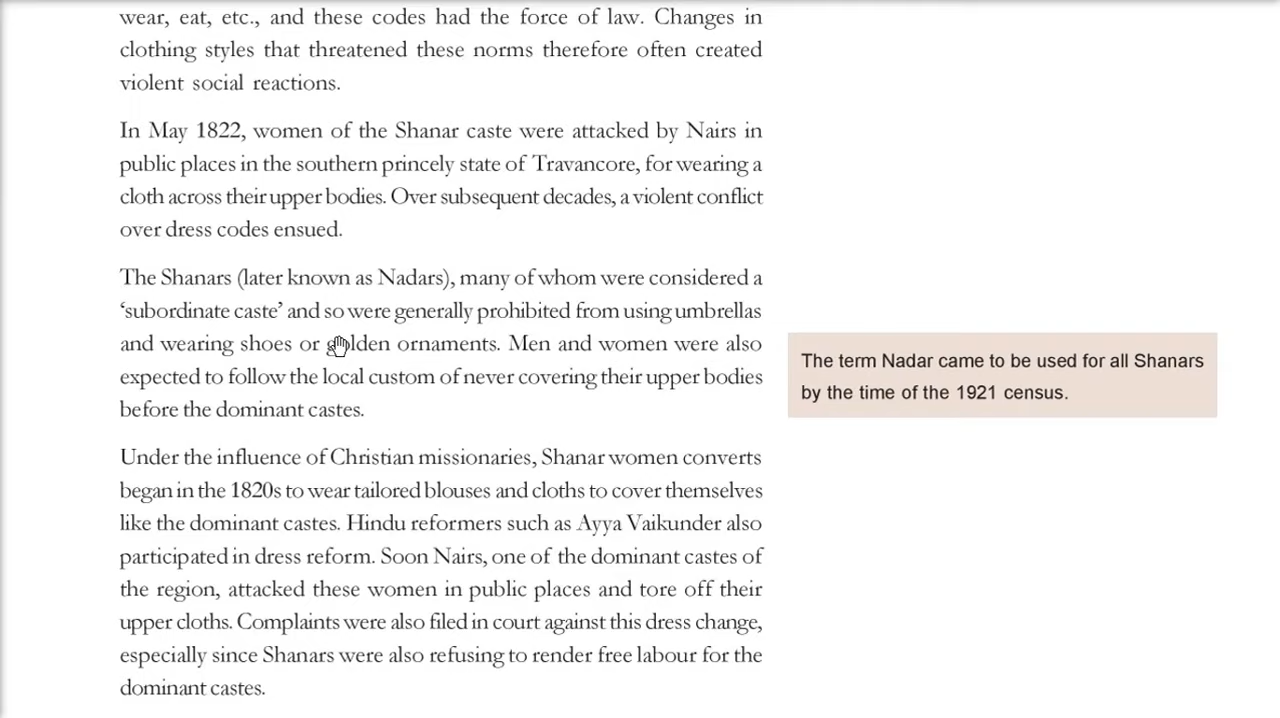 wear, eat, etc., and these codes had the force of law. Changes in
clothing styles that threatened these norms therefore often created
violent social reactions.
In May 1822, women of the Shanar caste were attacked by Nairs in
public places in the southern princely state of Travancore, for wearing a
cloth across their upper bodies. Over subsequent decades, a violent conflict
over dress codes ensued.
The Shanars (later known as Nadars), many of whom were considered a
‘subordinate caste’ and so were generally prohibited from using umbrellas
and wearing shoes or golden ornaments. Men and women were also
expected to follow the local custom of never covering their upper bodies
before the dominant castes.
The term Nadar came to be used for all Shanars
by the time of the 1921 census.
Under the influence of Christian missionaries, Shanar women converts
began in the 1820s to wear tailored blouses and cloths to cover themselves
like the dominant castes. Hindu reformers such as Ayya Vaikunder also
participated in dress reform. Soon Nairs, one of the dominant castes of
the region, attacked these women in public places and tore off their
upper cloths. Complaints were also filed in court against this dress change,
especially since Shanars were also refusing to render free labour for the
dominant castes.